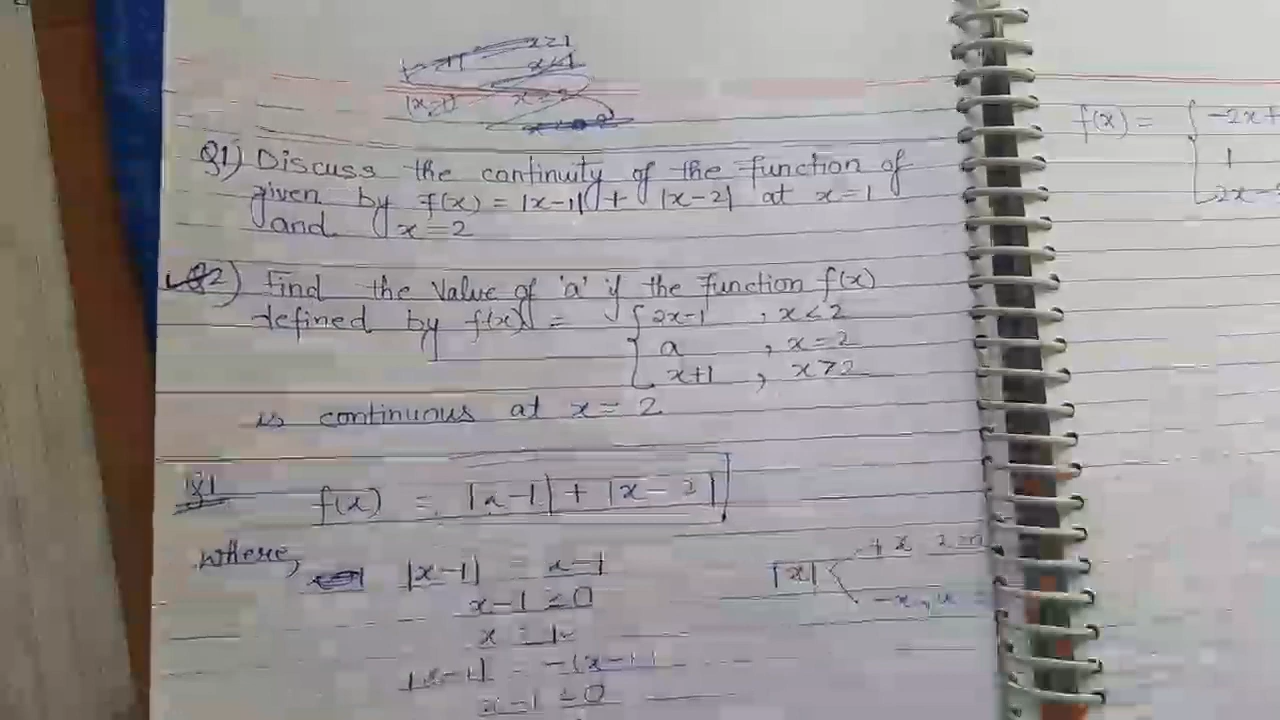 Q1) Discuss the continuity of the function of
given by f(x) = |x-1| + |x-2| at x=1
and x=2
Q2) Find the value of 'a' if the function f(x)
defined by f(x) = { 2x-1 , x<2
a , x=2
x+1 , x>2
is continuous at x=2
Q1 f(x) = |x-1| + |x-2|
where, |x-1| x-1
x-1 ≥0
|x| +x
-x, x
|x-1| -(x-1)
x-1 ≤0
f(x) = { -2x+
1
2x-